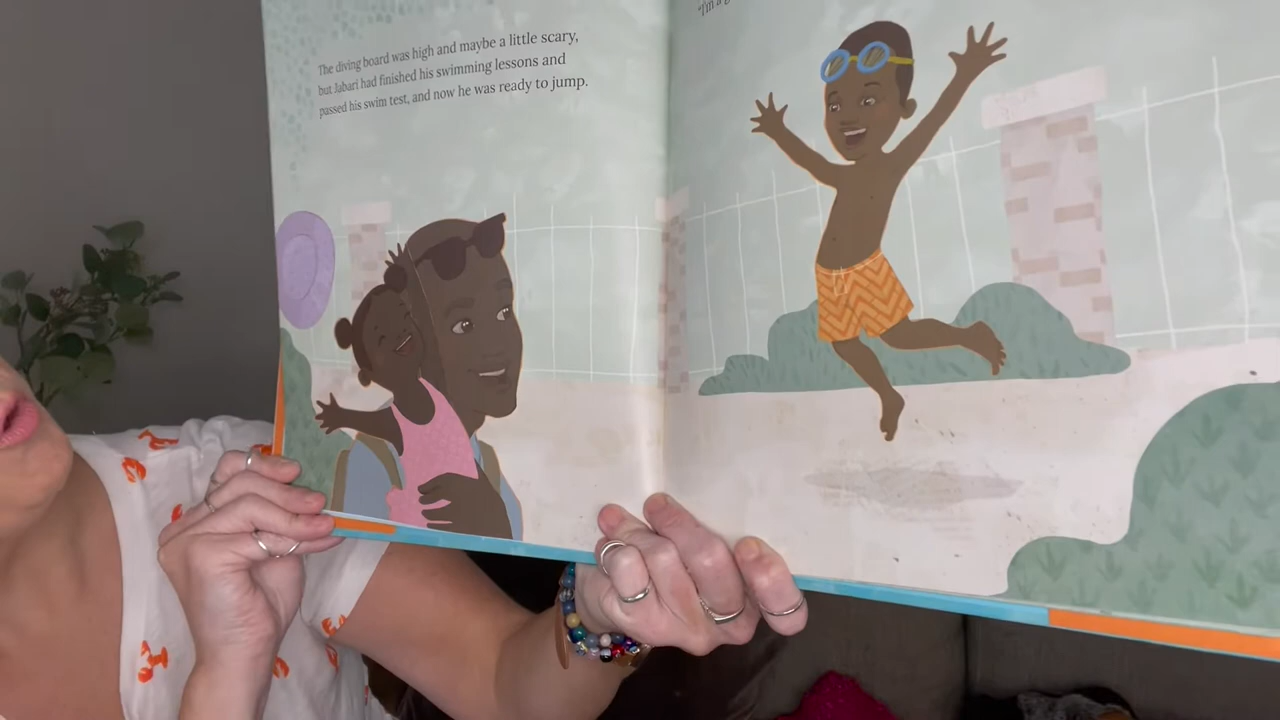 The diving board was high and maybe a little scary,
but Jabari had finished his swimming lessons and
passed his swim test, and now he was ready to jump.
"I'm a